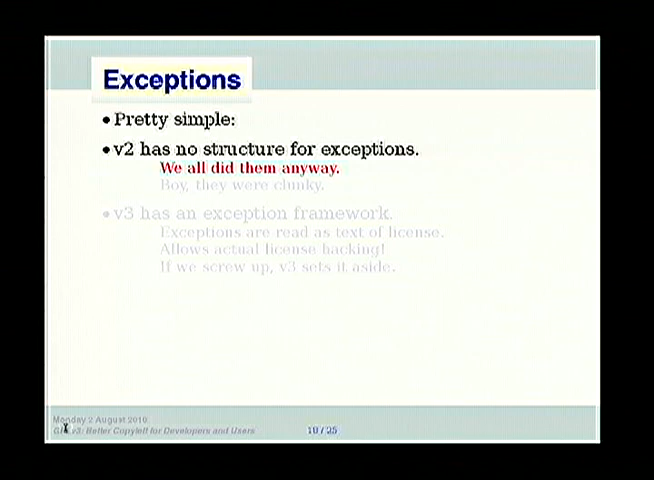 Exceptions
• Pretty simple:
• v2 has no structure for exceptions.
We all did them anyway.
Boy, they were clunky.
• v3 has an exception framework.
Exceptions are read as text of license.
Allows actual license hacking!
If we screw up, v3 sets it aside.
Monday 2 August 2010
GPLv3: Better Copyleft for Developers and Users
10 / 25